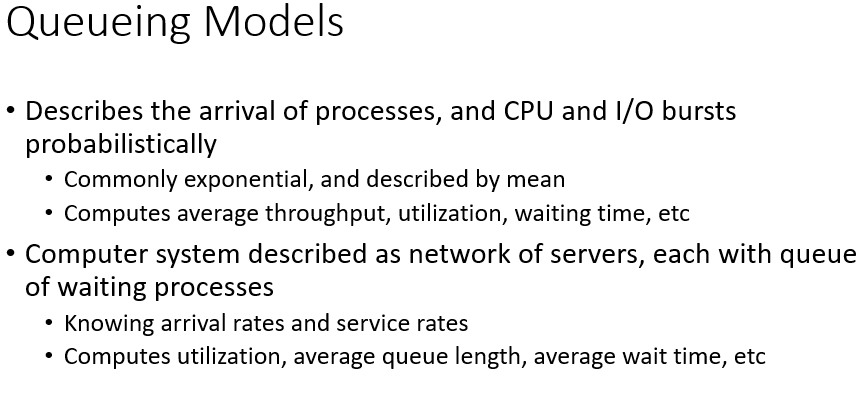 Queueing Models
• Describes the arrival of processes, and CPU and I/O bursts
probabilistically
• Commonly exponential, and described by mean
• Computes average throughput, utilization, waiting time, etc
• Computer system described as network of servers, each with queue
of waiting processes
• Knowing arrival rates and service rates
• Computes utilization, average queue length, average wait time, etc